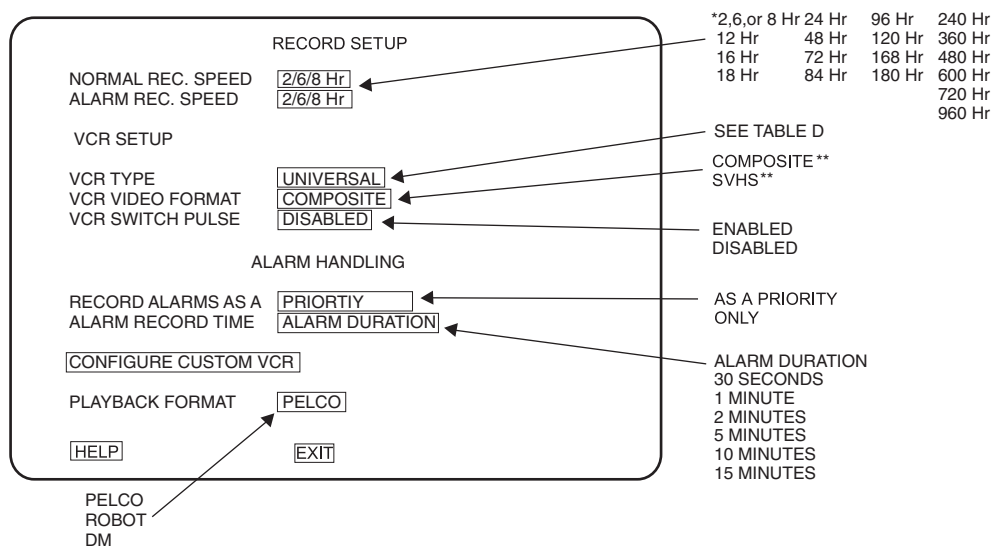 *2,6,or 8 Hr 24 Hr 96 Hr 240 Hr
12 Hr 48 Hr 120 Hr 360 Hr
16 Hr 72 Hr 168 Hr 480 Hr
18 Hr 84 Hr 180 Hr 600 Hr
720 Hr
960 Hr
RECORD SETUP
NORMAL REC. SPEED 2/6/8 Hr
ALARM REC. SPEED 2/6/8 Hr
VCR SETUP
SEE TABLE D
VCR TYPE UNIVERSAL
COMPOSITE **
SVHS **
VCR VIDEO FORMAT COMPOSITE
VCR SWITCH PULSE DISABLED
ENABLED
DISABLED
ALARM HANDLING
RECORD ALARMS AS A PRIORTIY
AS A PRIORITY
ONLY
ALARM RECORD TIME ALARM DURATION
CONFIGURE CUSTOM VCR
ALARM DURATION
30 SECONDS
1 MINUTE
2 MINUTES
5 MINUTES
10 MINUTES
15 MINUTES
PLAYBACK FORMAT PELCO
HELP EXIT
PELCO
ROBOT
DM